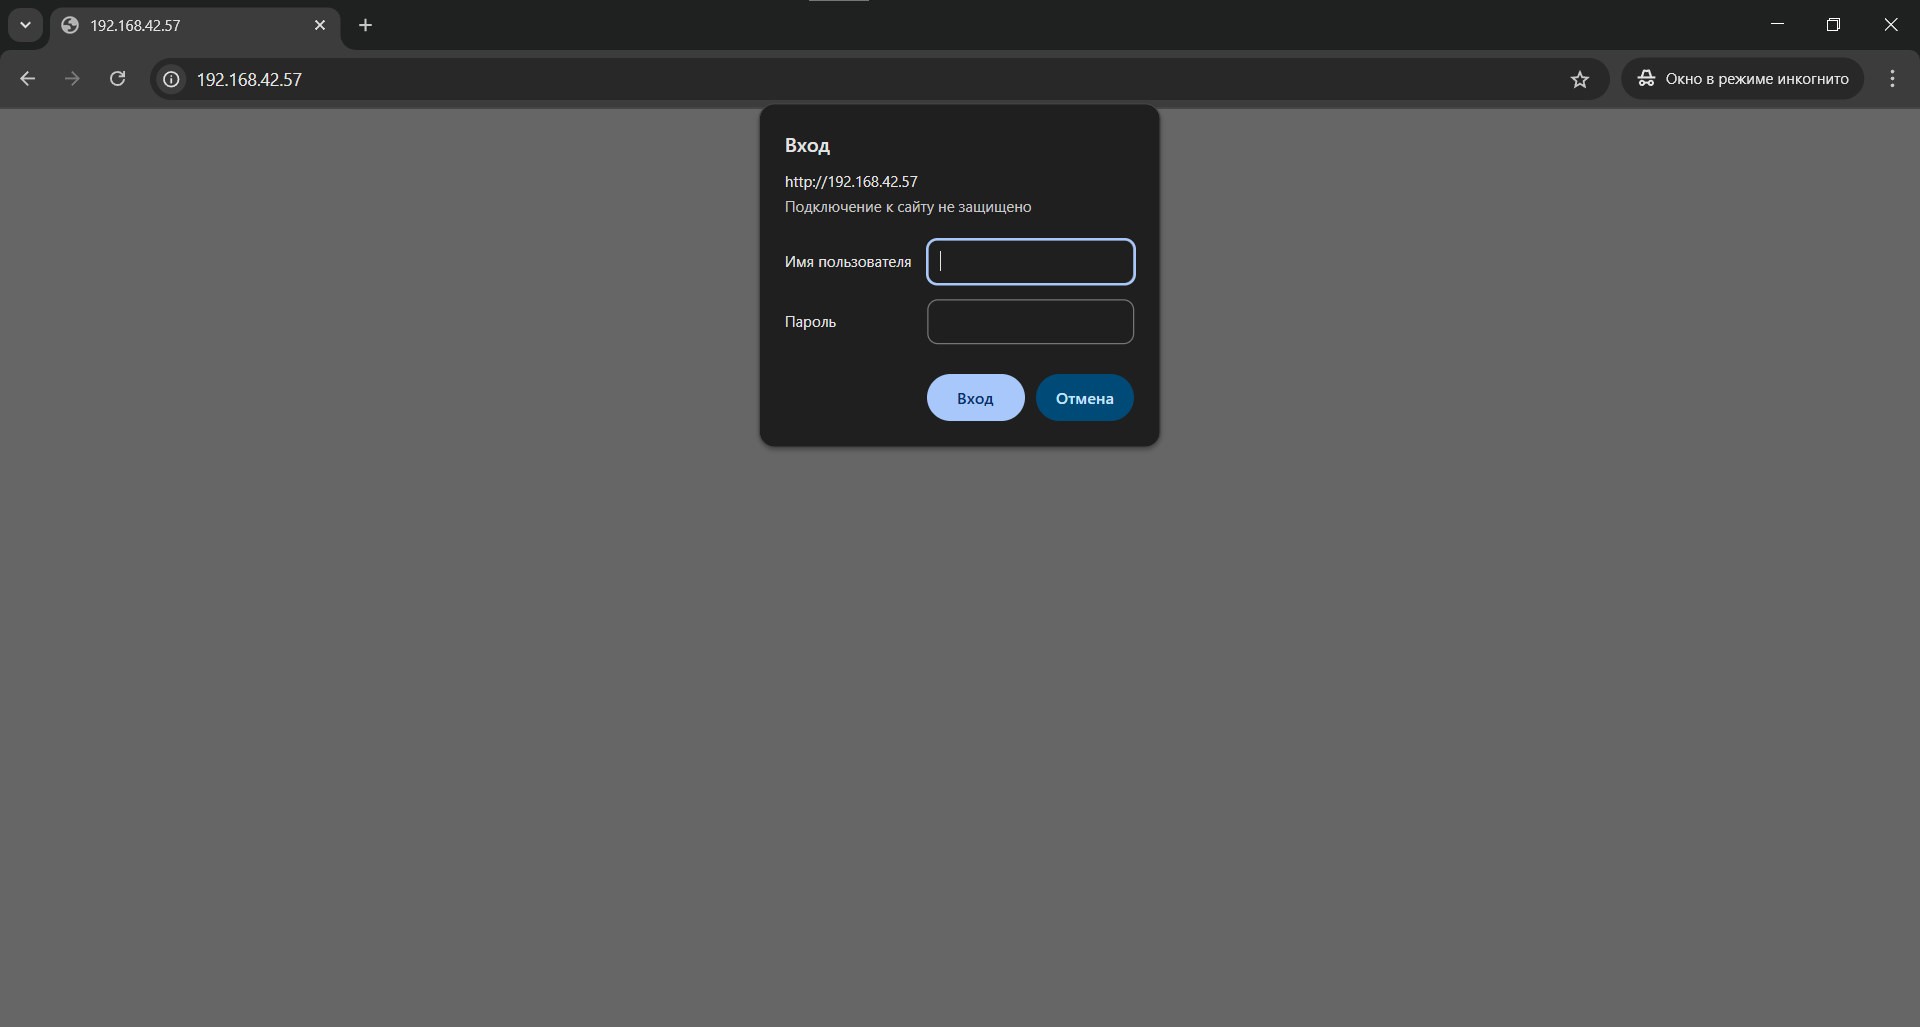 192.168.42.57
192.168.42.57
Окно в режиме инкогнито
Вход
http://192.168.42.57
Подключение к сайту не защищено
Имя пользователя
Пароль
Вход Отмена